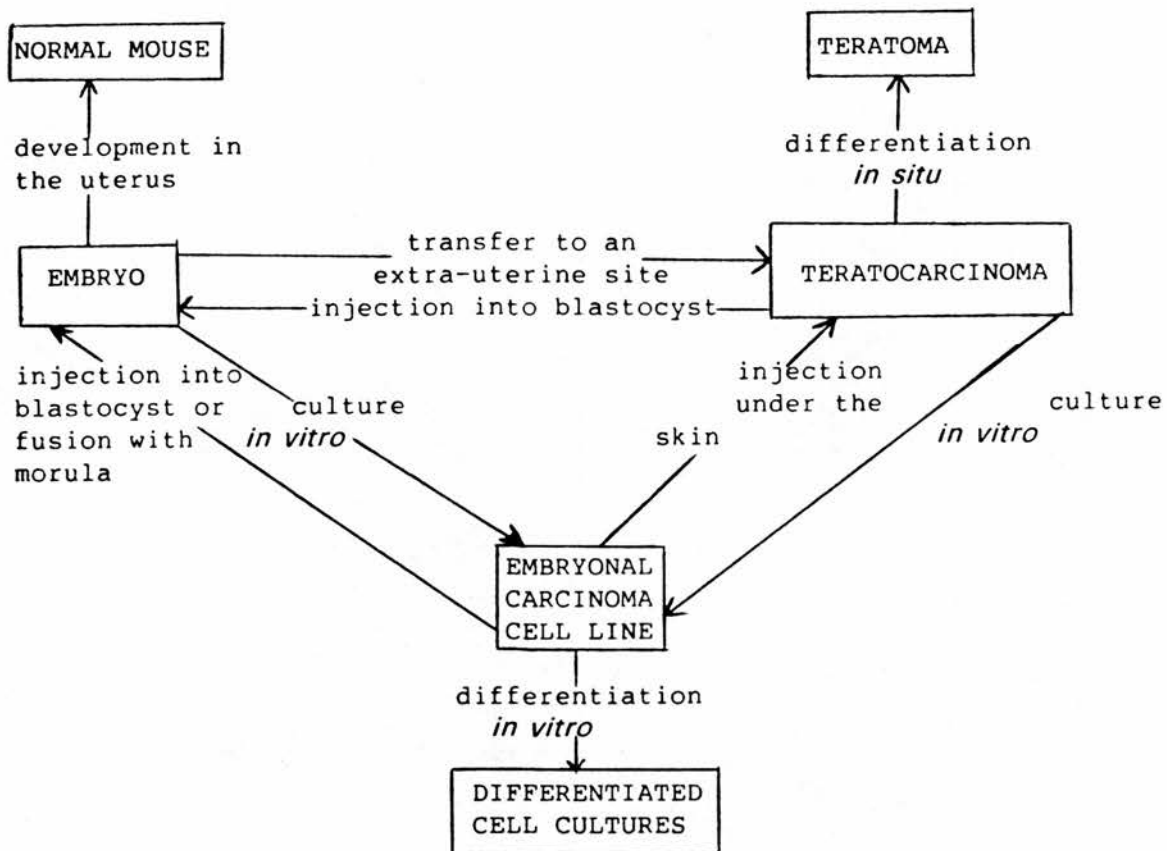 NORMAL MOUSE
TERATOMA
development in
the uterus
differentiation
in situ
EMBRYO
transfer to an
extra-uterine site
injection into blastocyst
TERATOCARCINOMA
injection into
blastocyst or
fusion with
morula
culture
in vitro
injection
under the
skin
culture
in vitro
EMBRYONAL
CARCINOMA
CELL LINE
differentiation
in vitro
DIFFERENTIATED
CELL CULTURES